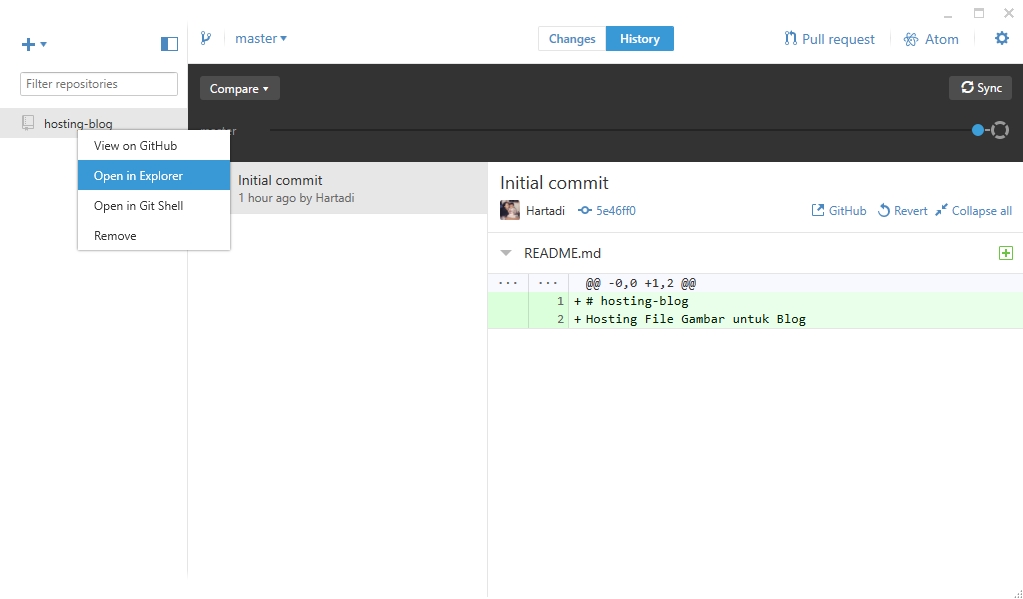 master
Changes
History
Pull request
Atom
Filter repositories
Compare
Sync
hosting-blog
master
View on GitHub
Open in Explorer
Open in Git Shell
Remove
Initial commit
1 hour ago by Hartadi
Initial commit
Hartadi
5e46ff0
GitHub
Revert
Collapse all
README.md
... ... @@ -0,0 +1,2 @@
1 + # hosting-blog
2 + Hosting File Gambar untuk Blog